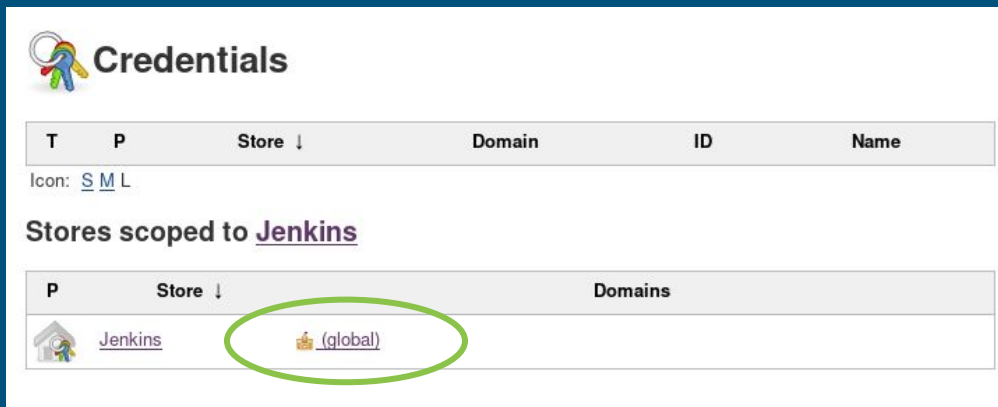 Credentials
T P Store ↓ Domain ID Name
Icon: S M L
Stores scoped to Jenkins
P Store ↓ Domains
Jenkins (global)